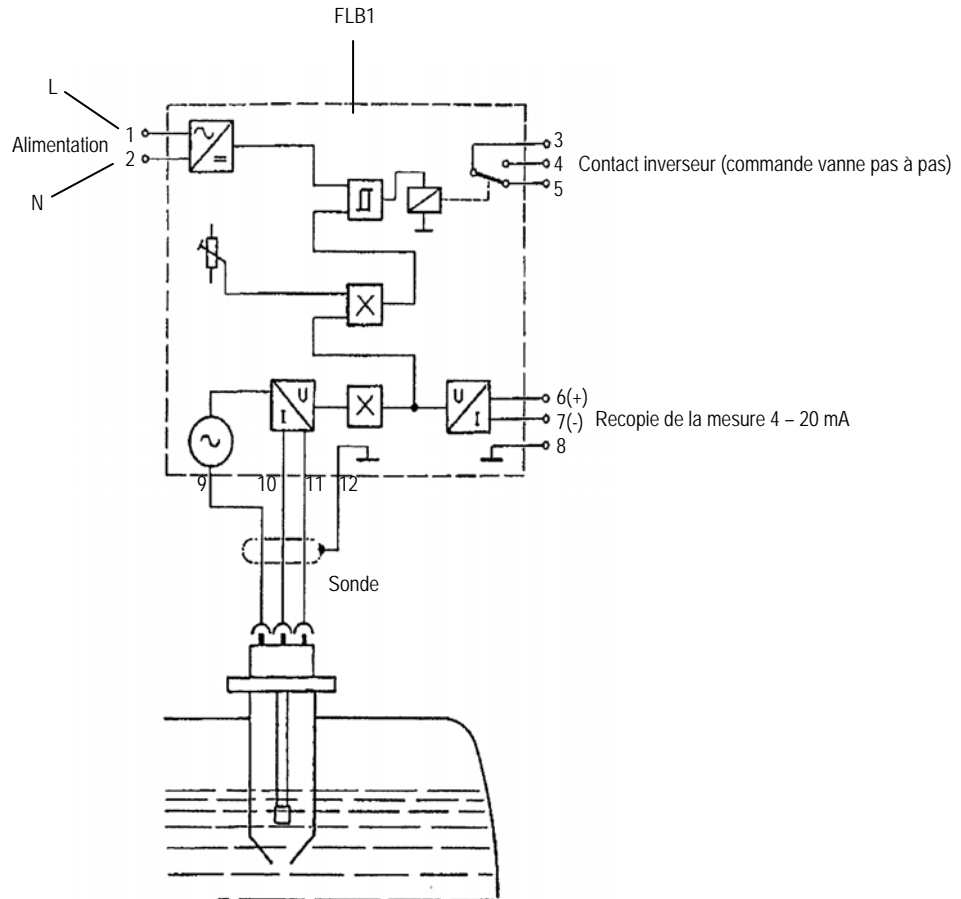 FLB1
L
Alimentation
1
2
N
3
4
5
Contact inverseur (commande vanne pas à pas)
U
I
U
I
6(+)
7(-)
8
Recopie de la mesure 4 – 20 mA
9
10
11
12
Sonde